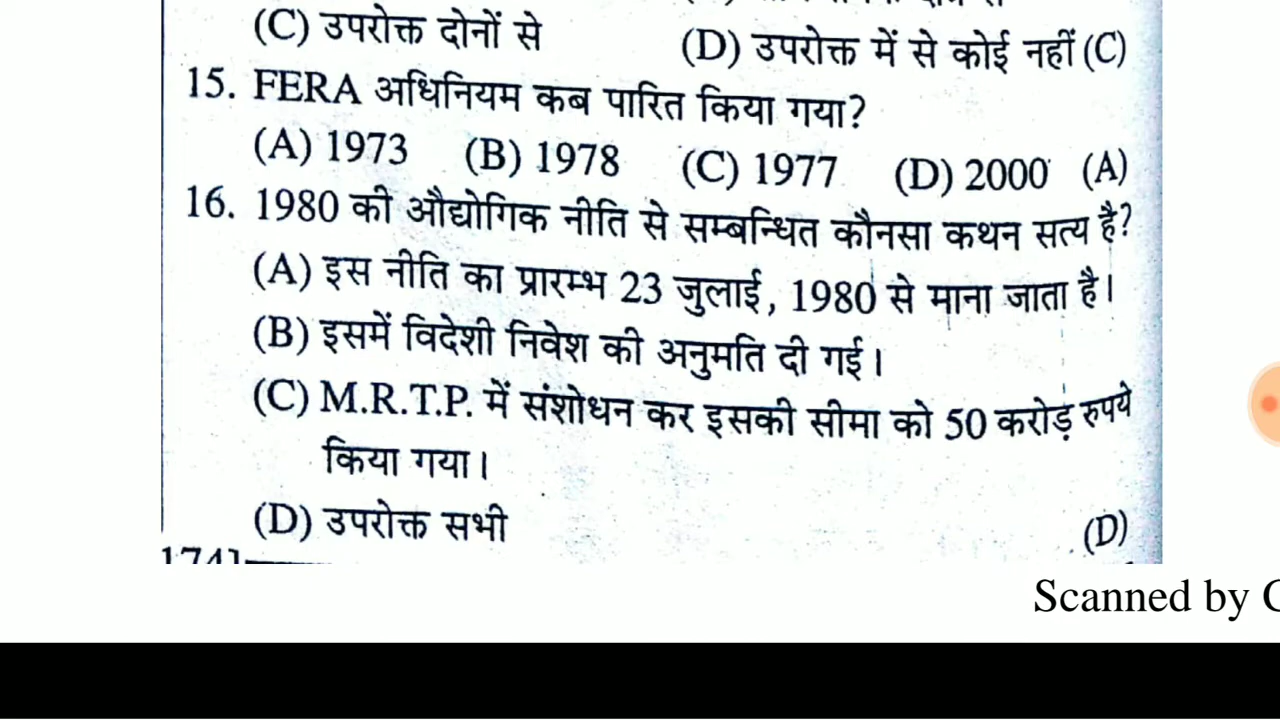 (C) उपरोक्त दोनों से (D) उपरोक्त में से कोई नहीं (C)
15. FERA अधिनियम कब पारित किया गया?
(A) 1973 (B) 1978 (C) 1977 (D) 2000 (A)
16. 1980 की औद्योगिक नीति से सम्बन्धित कौनसा कथन सत्य है?
(A) इस नीति का प्रारम्भ 23 जुलाई, 1980 से माना जाता है।
(B) इसमें विदेशी निवेश की अनुमति दी गई।
(C) M.R.T.P. में संशोधन कर इसकी सीमा को 50 करोड़ रुपये
किया गया।
(D) उपरोक्त सभी (D)
Scanned by